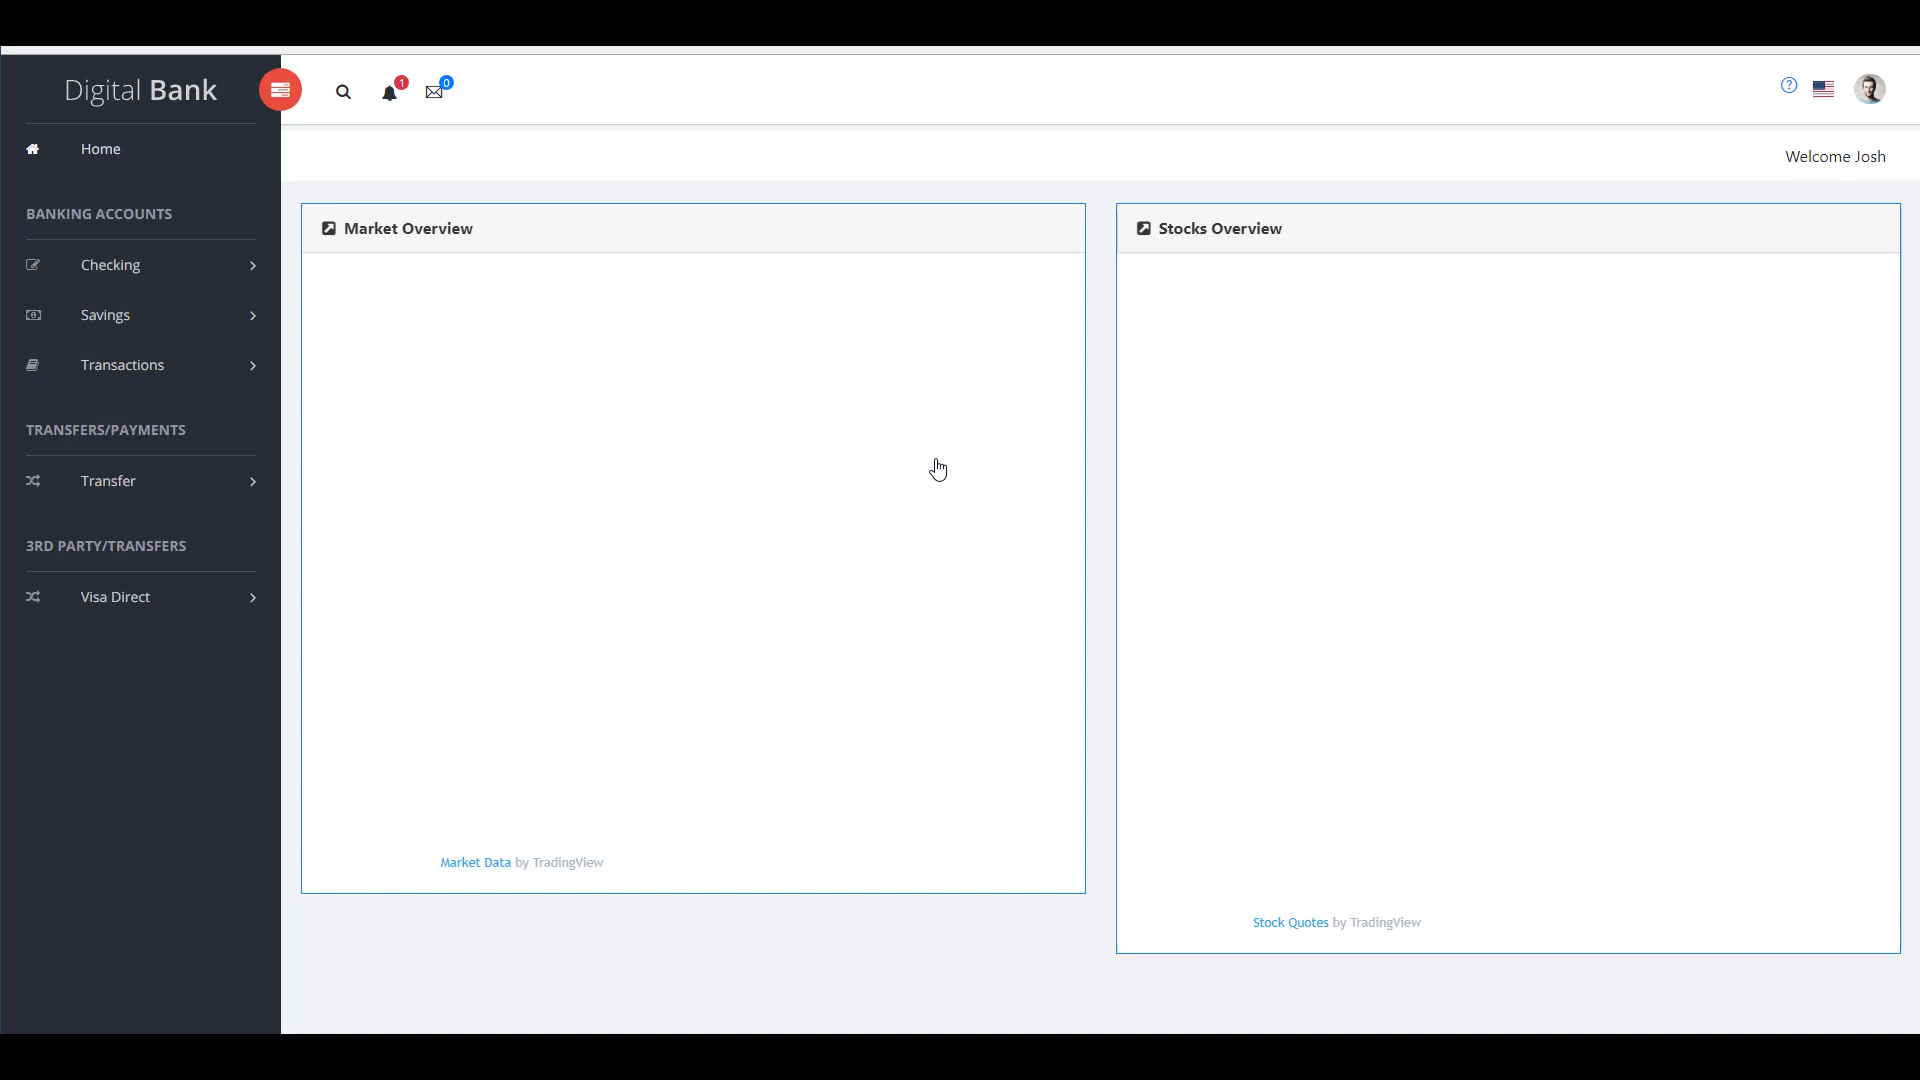 Digital Bank
1
0
Welcome Josh
Home
BANKING ACCOUNTS
Checking
Savings
Transactions
TRANSFERS/PAYMENTS
Transfer
3RD PARTY/TRANSFERS
Visa Direct
Market Overview
Market Data by TradingView
Stocks Overview
Stock Quotes by TradingView